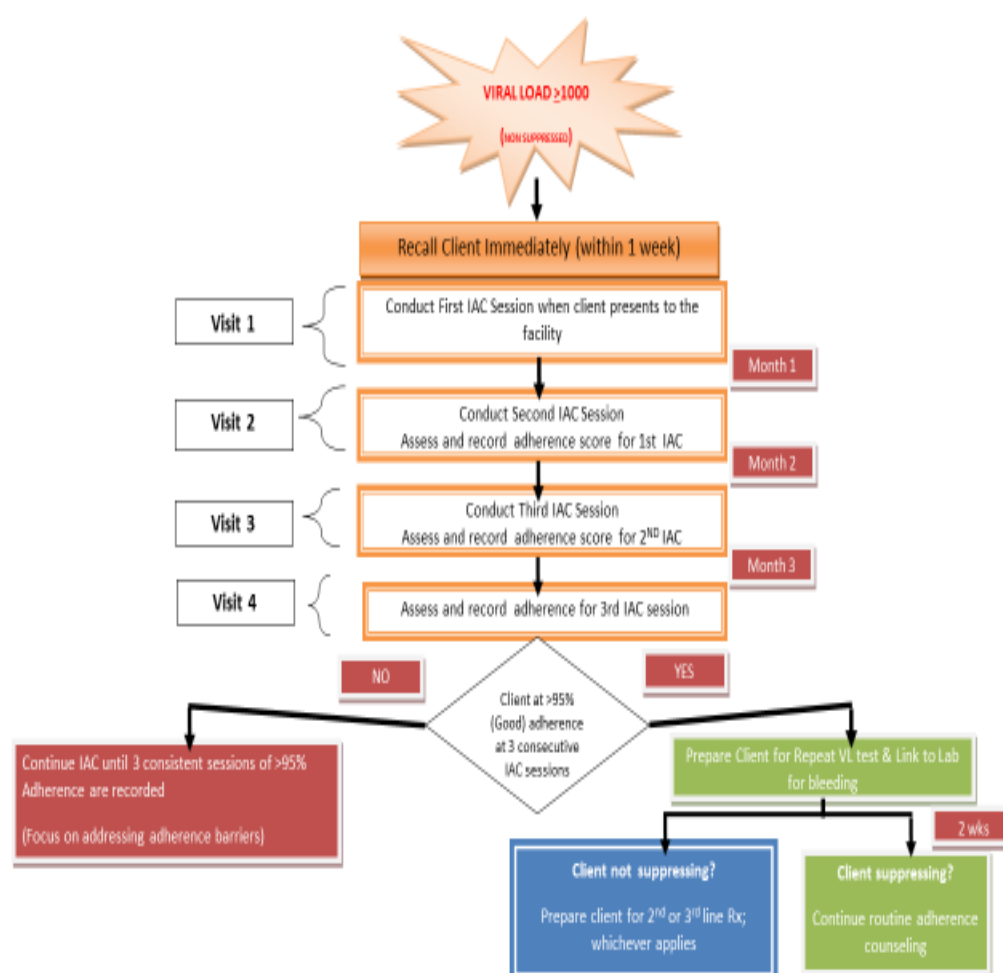 VIRAL LOAD ≥1000
(NON SUPPRESSED)
Recall Client Immediately (within 1 week)
Visit 1
Conduct First IAC Session when client presents to the
facility
Month 1
Visit 2
Conduct Second IAC Session
Assess and record adherence score for 1st IAC
Month 2
Visit 3
Conduct Third IAC Session
Assess and record adherence score for 2ND IAC
Month 3
Visit 4
Assess and record adherence for 3rd IAC session
NO
YES
Client at >95%
(Good) adherence
at 3 consecutive
IAC sessions
Continue IAC until 3 consistent sessions of >95%
Adherence are recorded
(Focus on addressing adherence barriers)
Prepare Client for Repeat VL test & Link to Lab
for bleeding
2 wks
Client not suppressing?
Prepare client for 2nd or 3rd line Rx;
whichever applies
Client suppressing?
Continue routine adherence
counseling